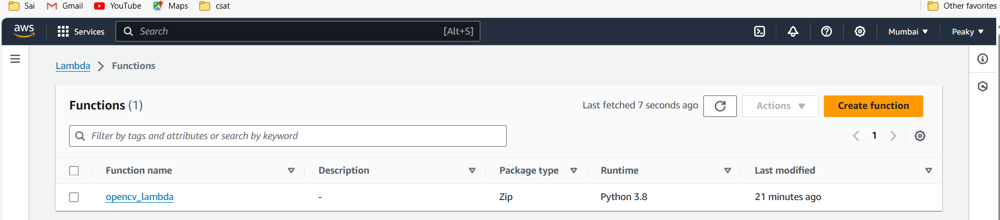 Sai Gmail YouTube Maps csat Other favorites
aws Services Search [Alt+S] Mumbai Peaky
Lambda Functions
Functions (1) Last fetched 7 seconds ago Actions Create function
Filter by tags and attributes or search by keyword 1
Function name Description Package type Runtime Last modified
opencv_lambda - Zip Python 3.8 21 minutes ago